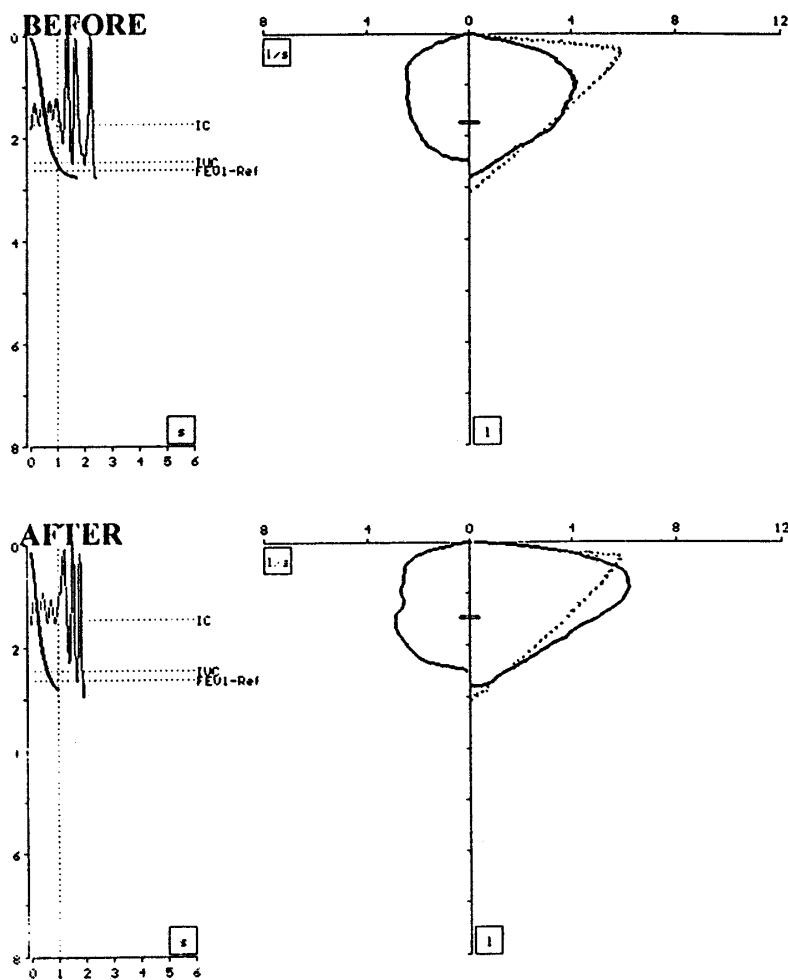 BEFORE
8 4 0 4 8 12
l/s
0
2
4
6
8
IC
IVC
FEV1-Ref
s
0 1 2 3 4 5 6
l
AFTER
8 4 0 4 8 12
l/s
0
2
6
8
IC
IVC
FEV1-Ref
s
0 1 2 3 4 5 6
l